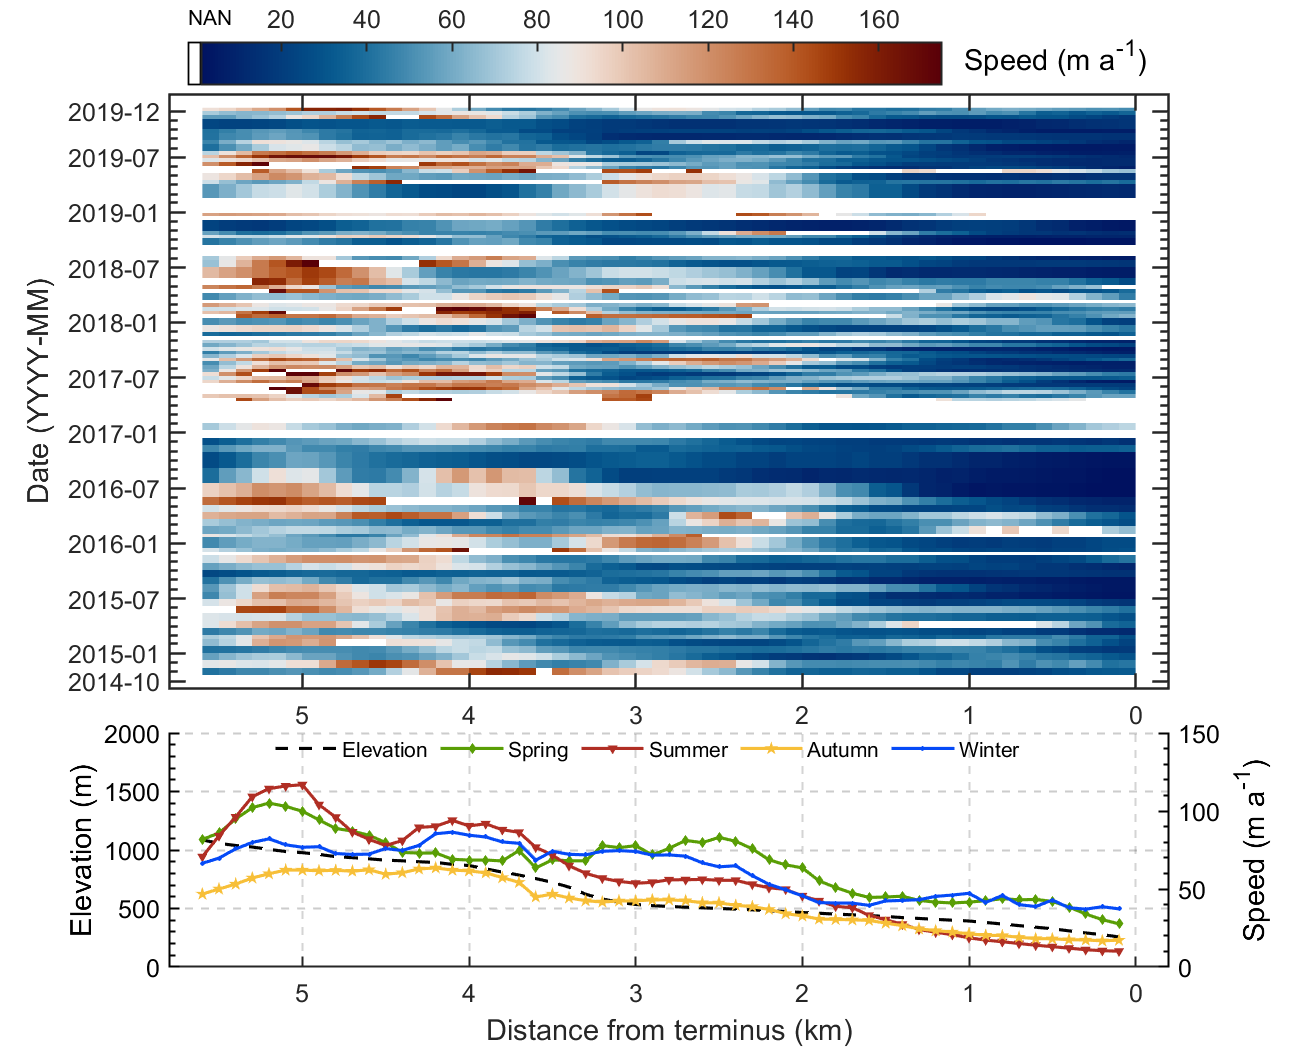 NAN 20 40 60 80 100 120 140 160
Speed (m a-1)
Date (YYYY-MM)
2019-12
2019-07
2019-01
2018-07
2018-01
2017-07
2017-01
2016-07
2016-01
2015-07
2015-01
2014-10
5 4 3 2 1 0
Elevation (m)
2000
1500
1000
500
0
Elevation Spring Summer Autumn Winter
150
100
50
0
Speed (m a-1)
5 4 3 2 1 0
Distance from terminus (km)